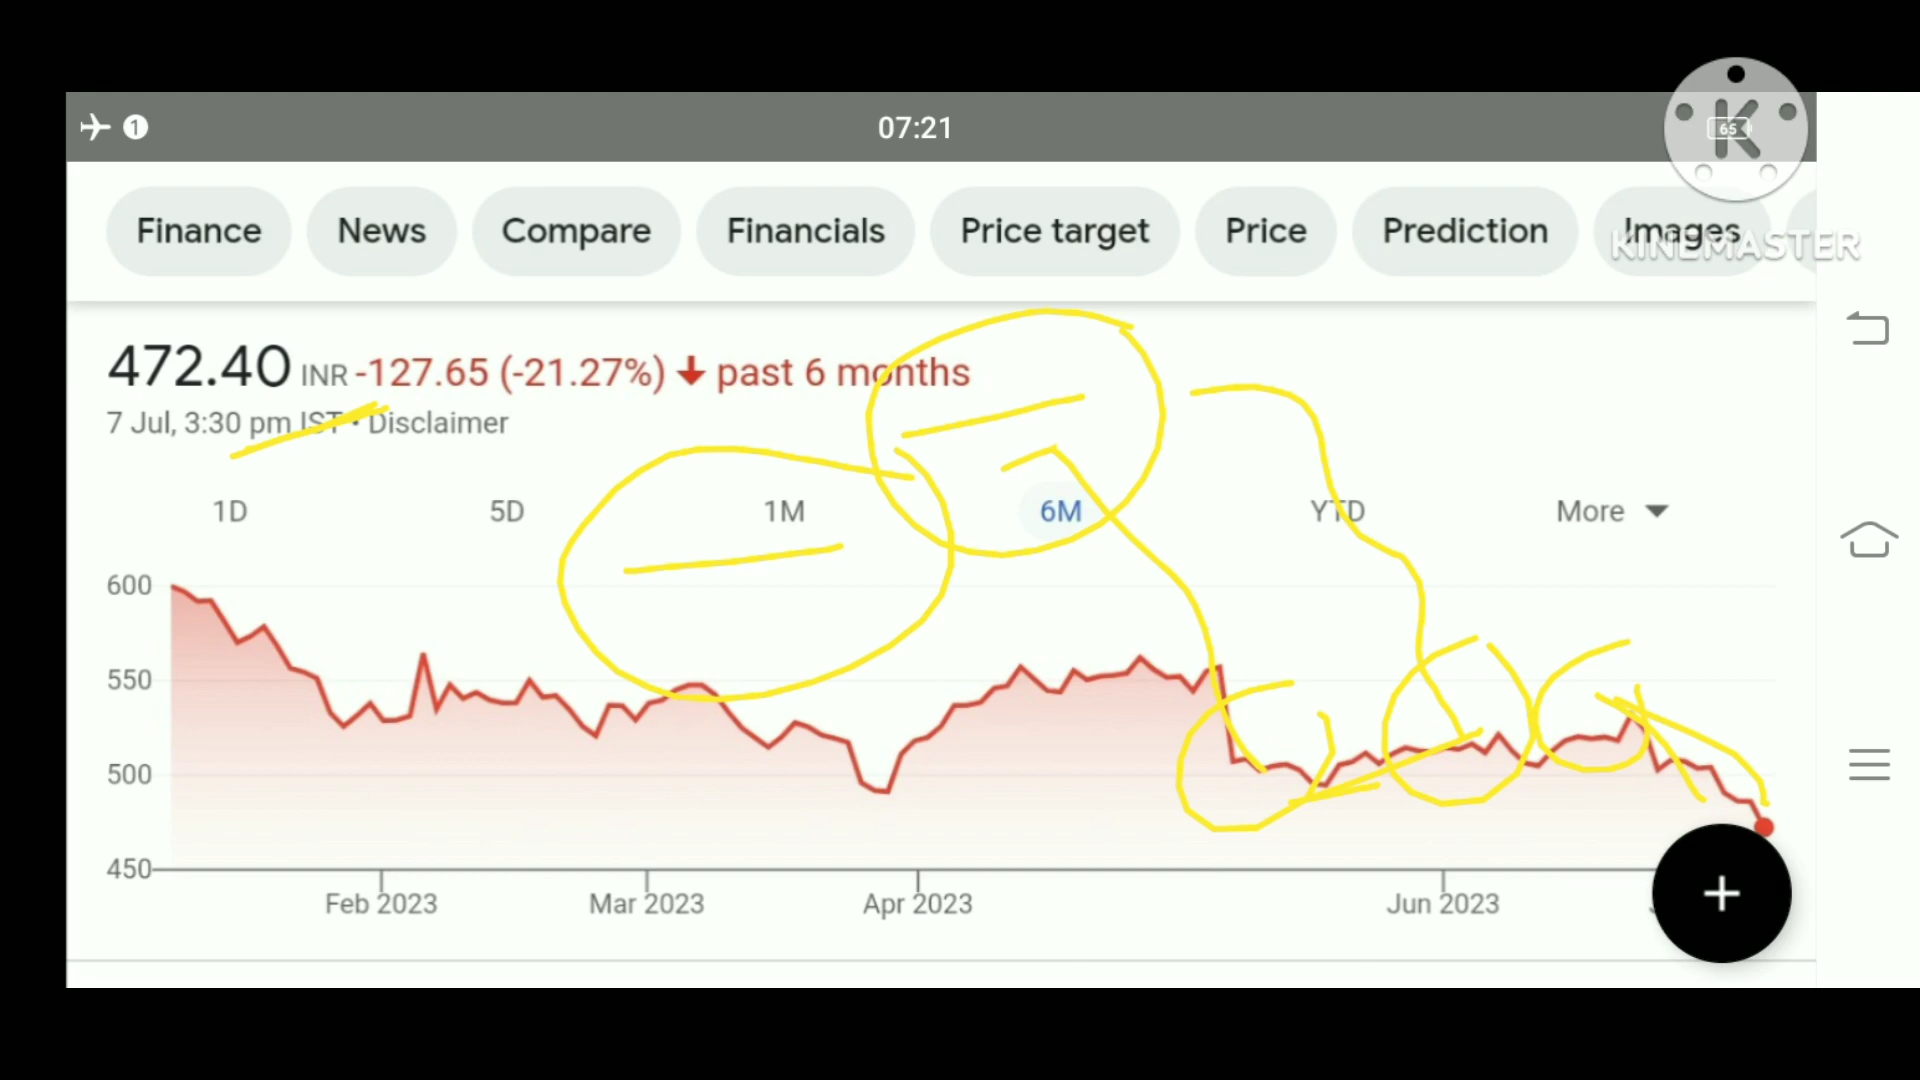 1 07:21 65
K
Finance News Compare Financials Price target Price Prediction Images
KINEMASTER
472.40 INR -127.65 (-21.27%) past 6 months
7 Jul, 3:30 pm IST • Disclaimer
1D 5D 1M 6M YTD More
600
550
500
450
Feb 2023 Mar 2023 Apr 2023 Jun 2023
+